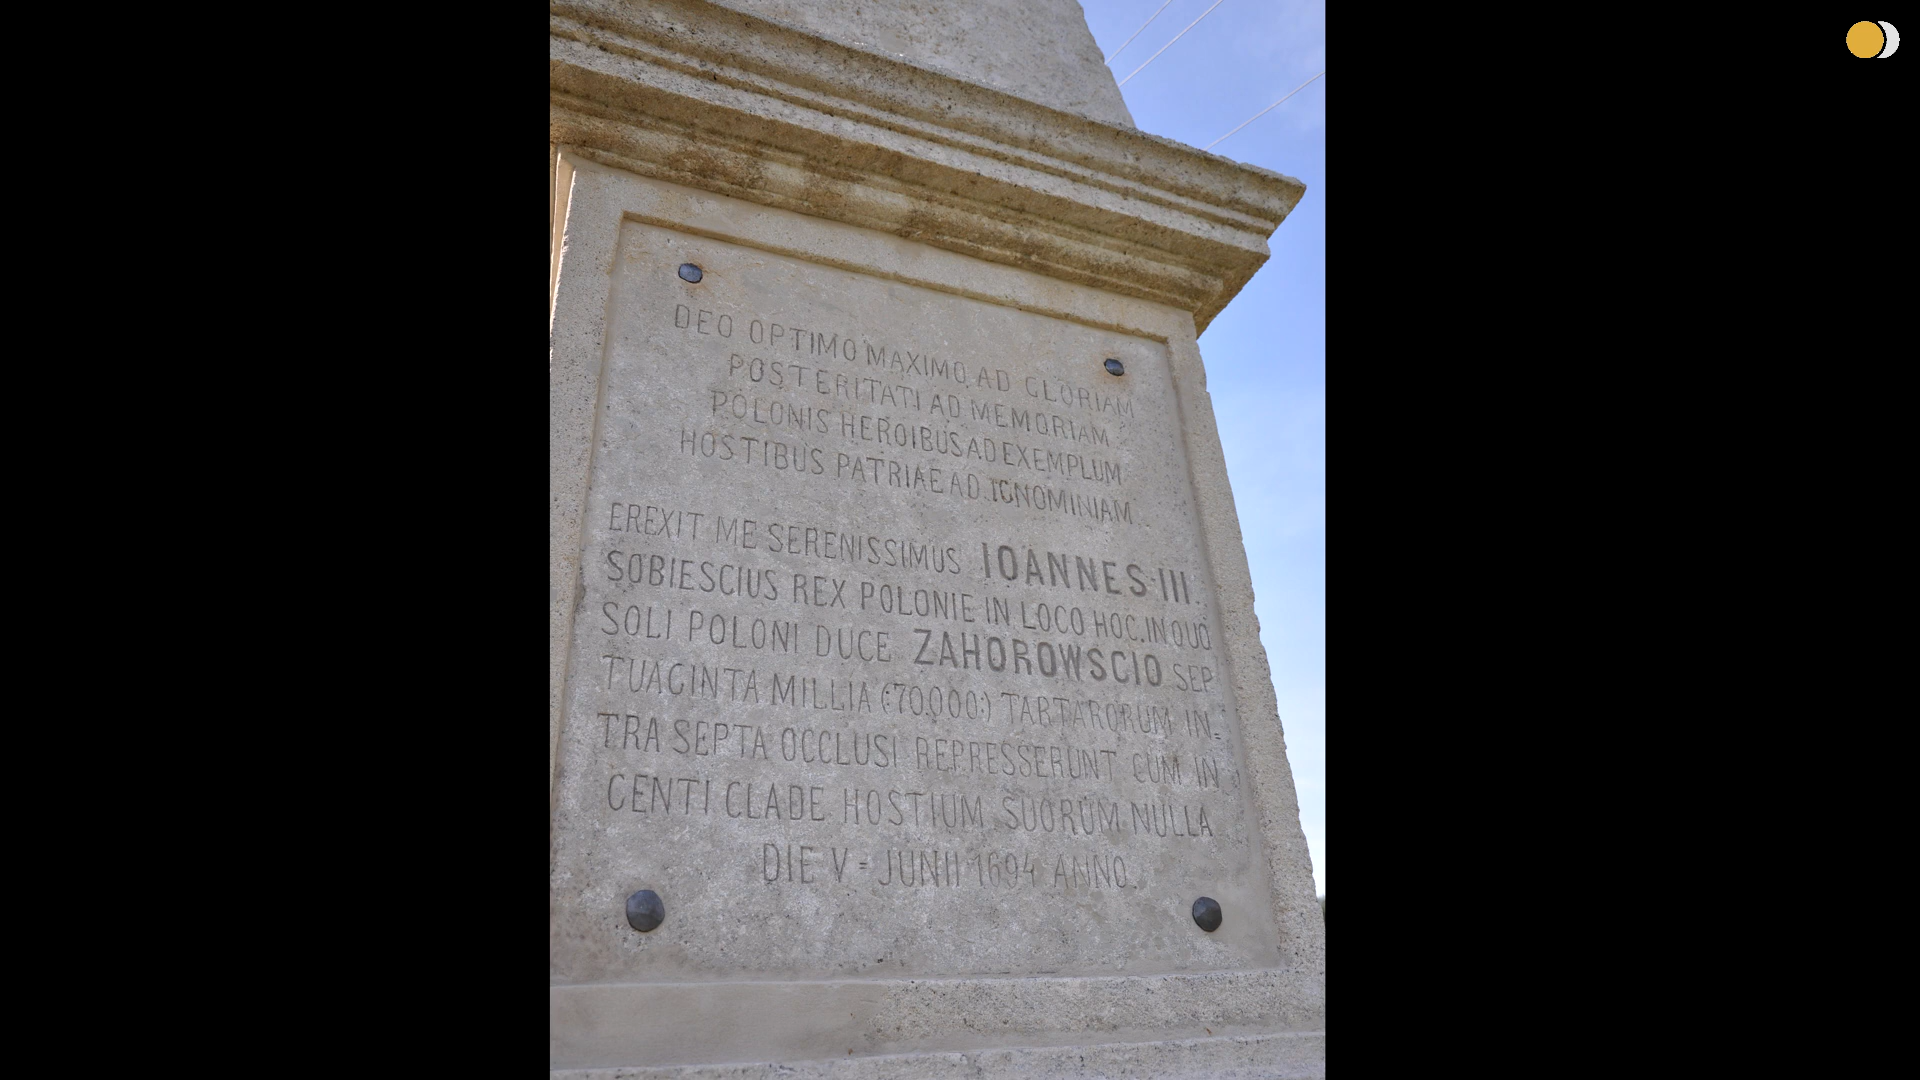 DEO OPTIMO MAXIMO, AD GLORIAM
POSTERITATI AD MEMORIAM
POLONIS HEROIBUS AD EXEMPLUM
HOSTIBUS PATRIAE AD IGNOMINIAM
EREXIT ME SERENISSIMUS IOANNES III.
SOBIESCIUS REX POLONIE IN LOCO HOC. IN QUO
SOLI POLONI DUCE ZAHOROWSCIO SEP
TUAGINTA MILLIA (:70.000:) TARTARORUM IN=
TRA SEPTA OCCLUSI REPRESSERUNT CUM IN
GENTI CLADE HOSTIUM SUORUM NULLA
DIE V = JUNII 1694 ANNO.